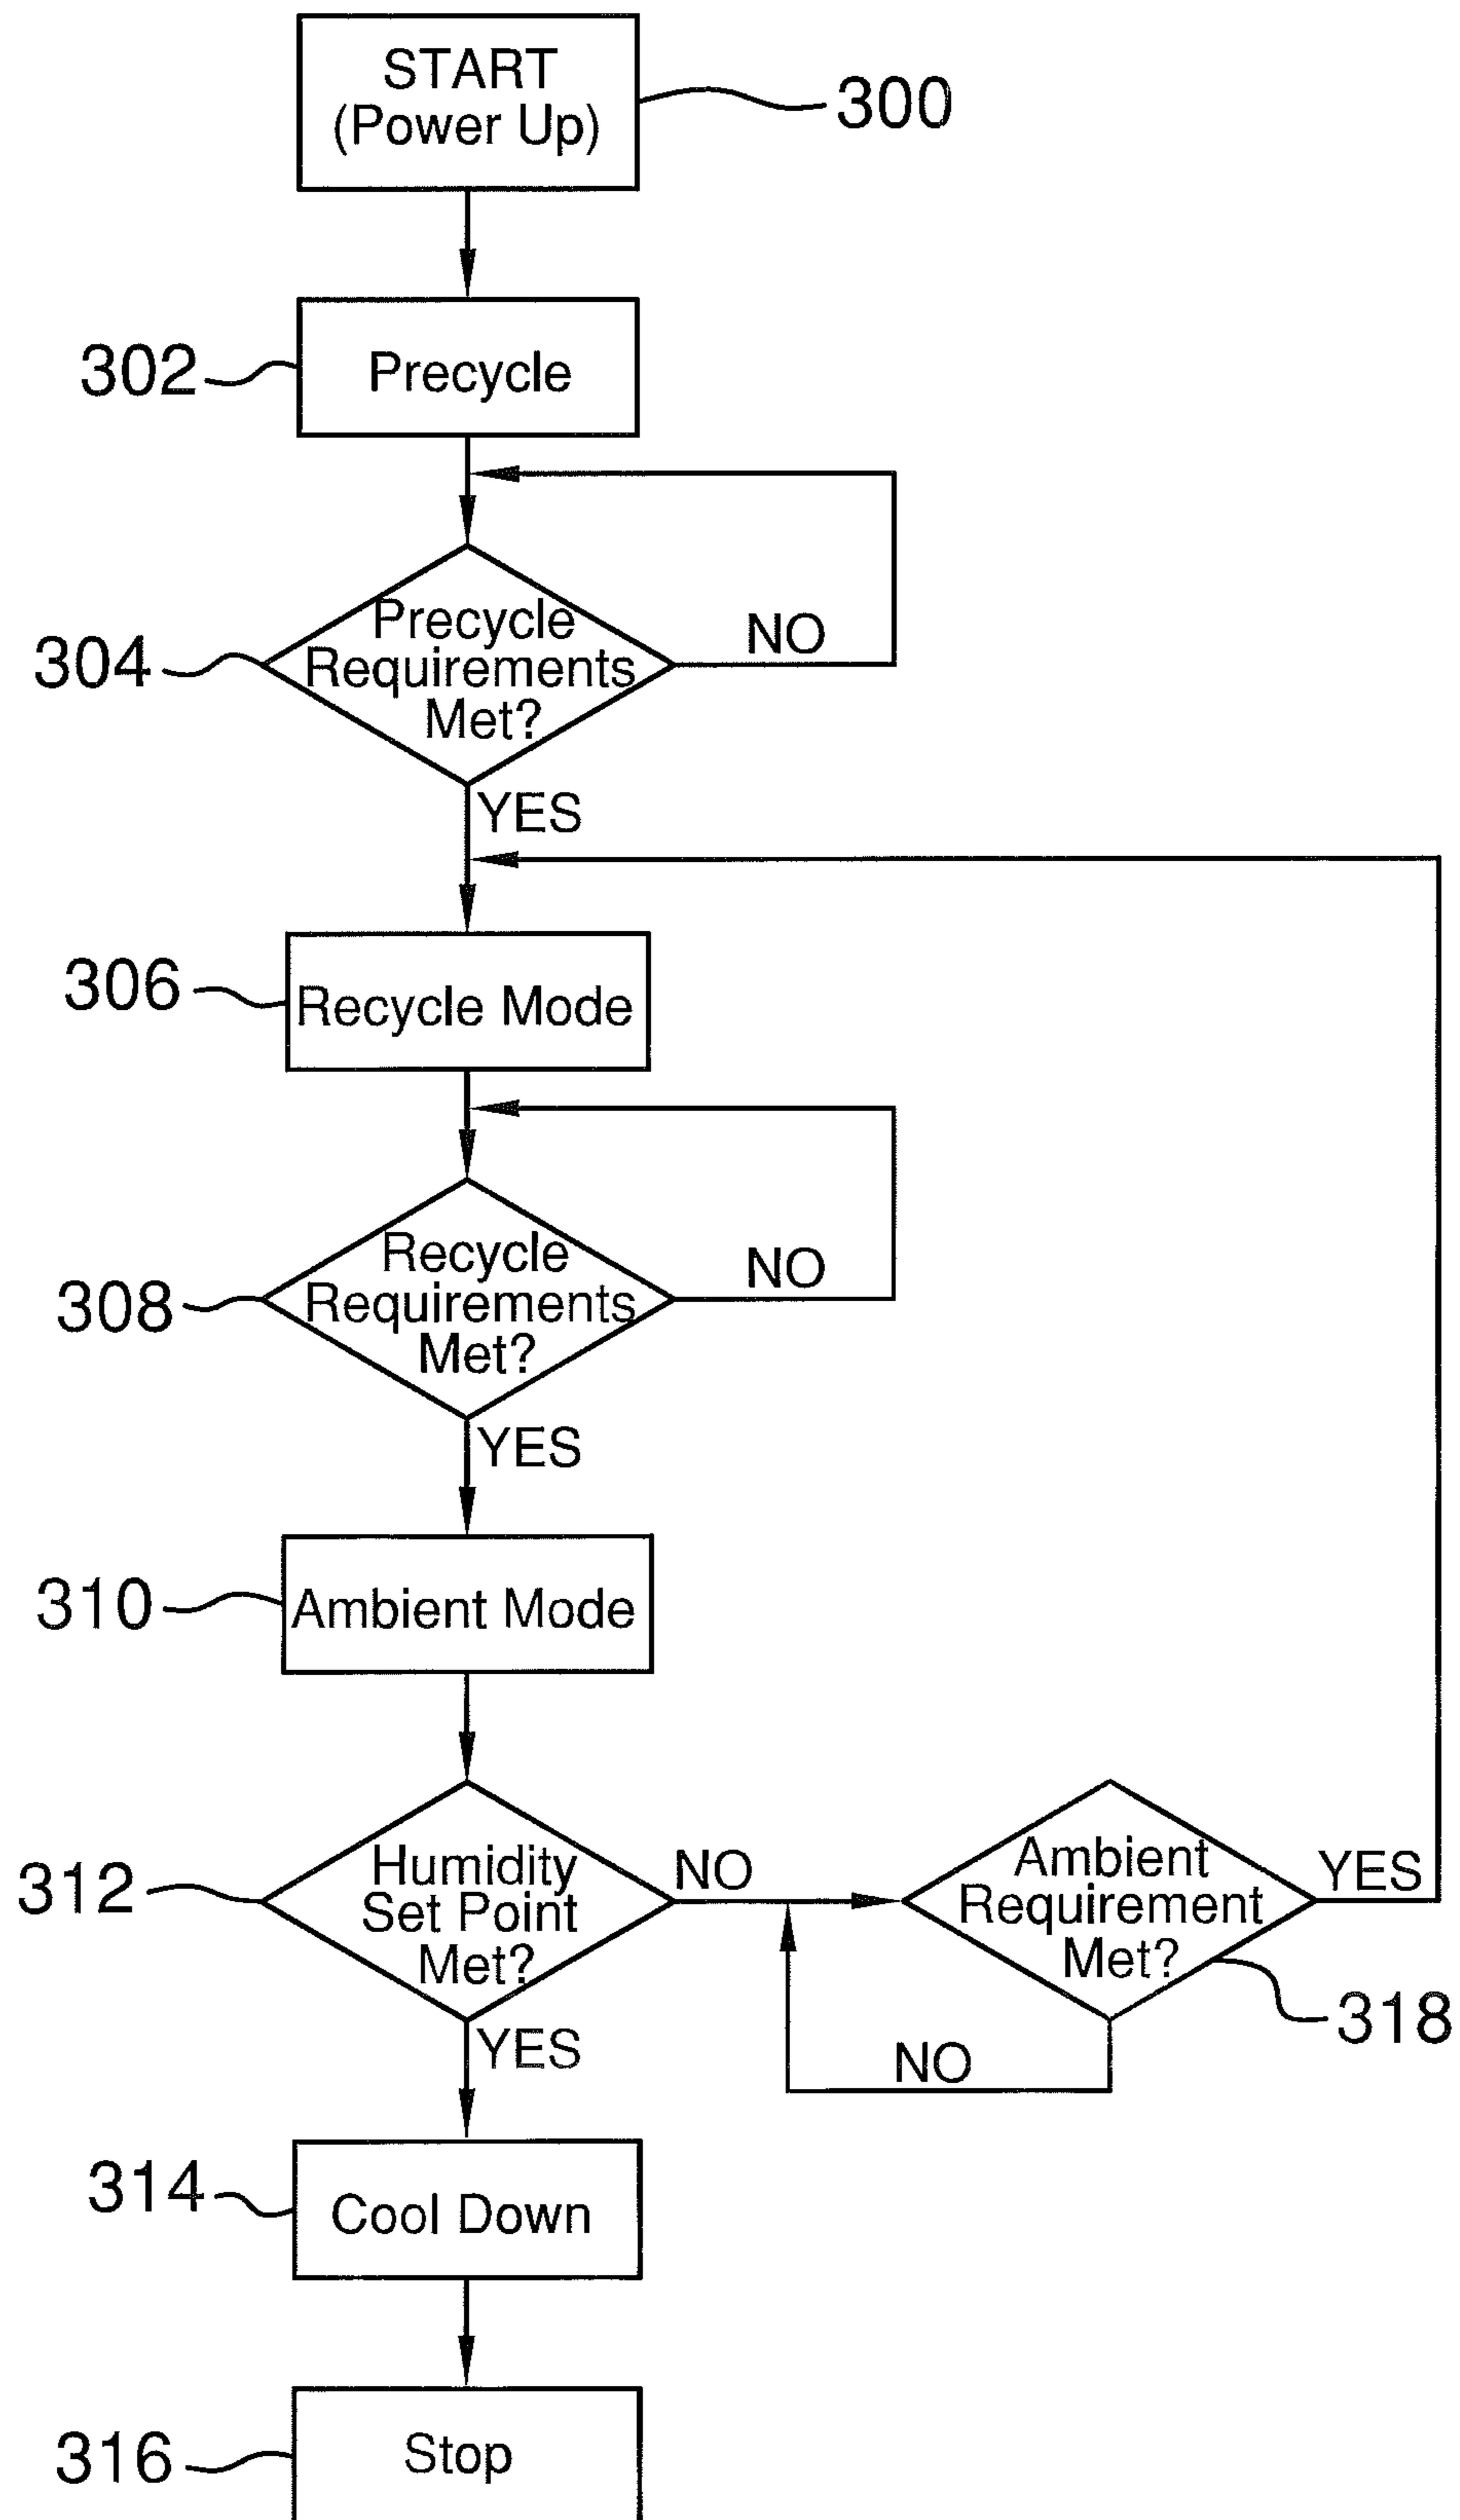 START
(Power Up)
300
302
Precycle
304
Precycle
Requirements
Met?
NO
YES
306
Recycle Mode
308
Recycle
Requirements
Met?
NO
YES
310
Ambient Mode
312
Humidity
Set Point
Met?
NO
Ambient
Requirement
Met?
YES
318
NO
YES
314
Cool Down
316
Stop